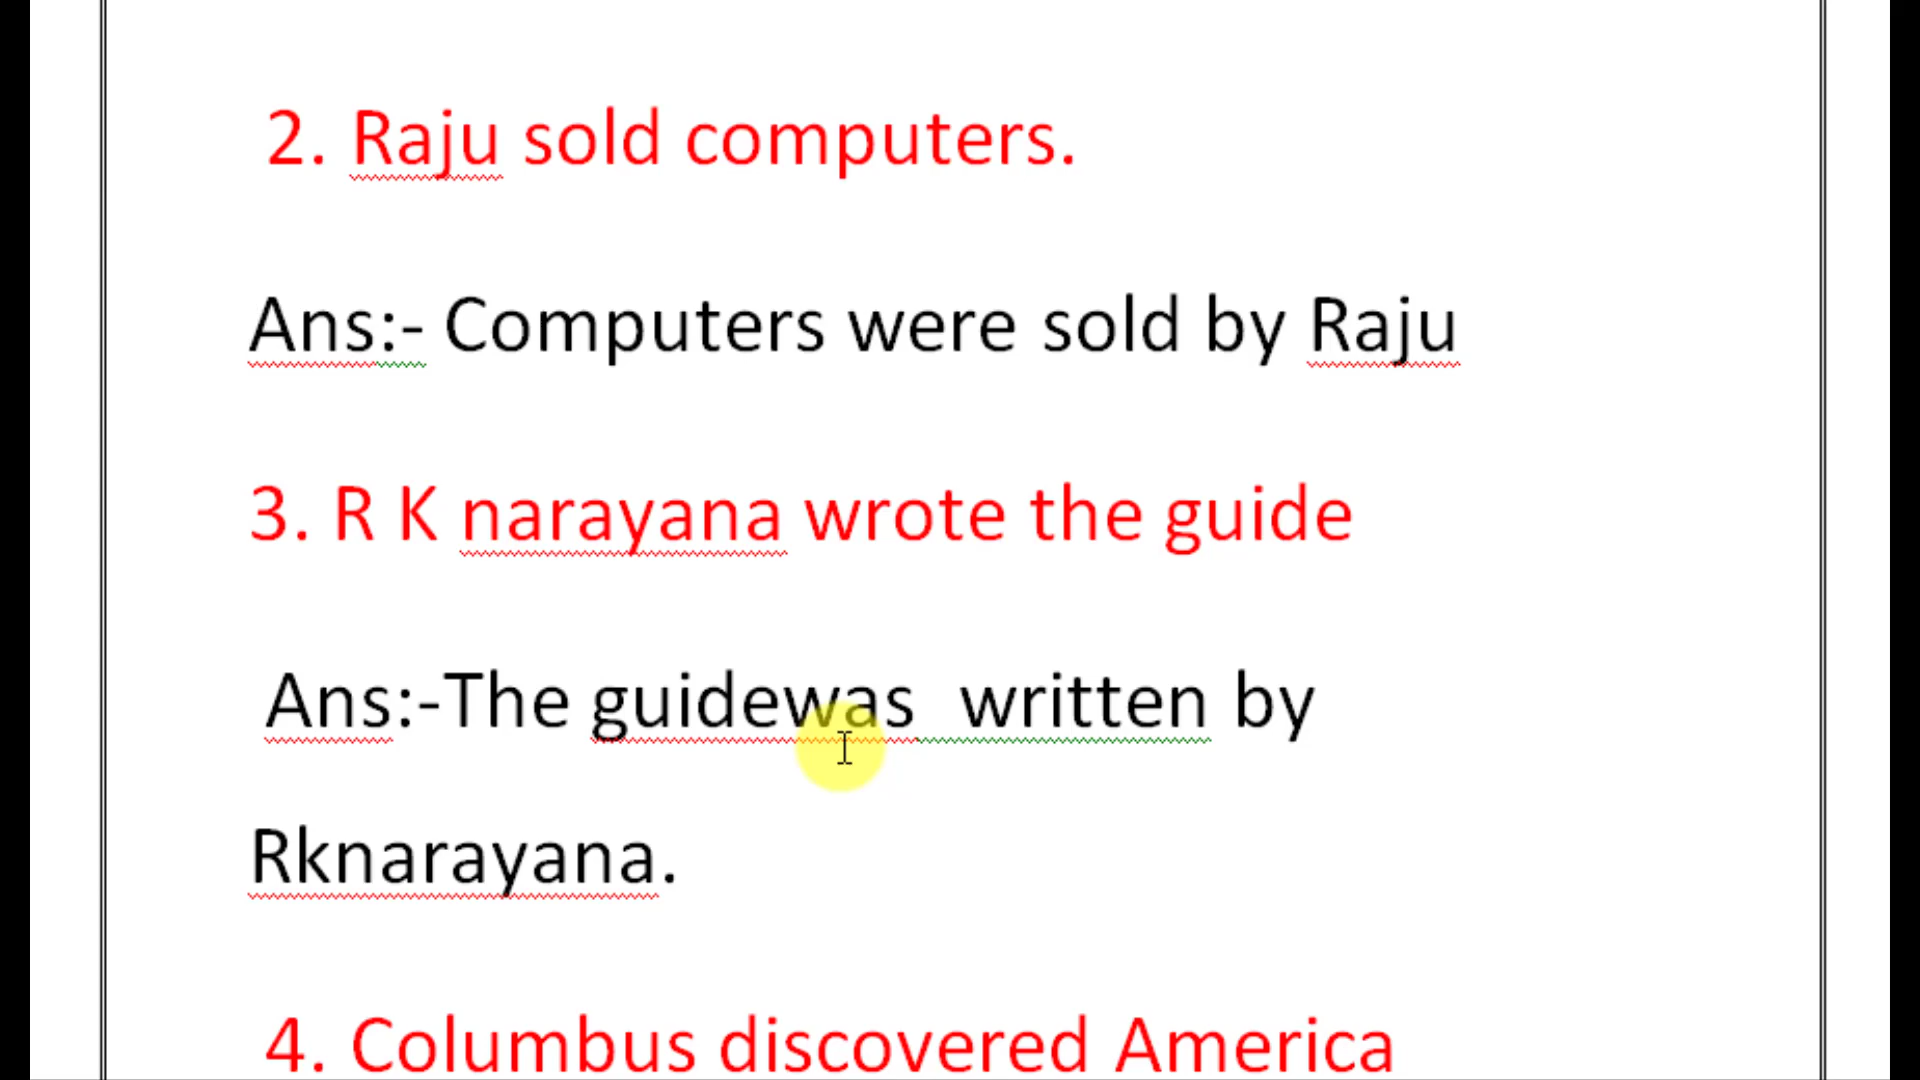 2. Raju sold computers.
Ans:- Computers were sold by Raju
3. R K narayana wrote the guide
Ans:-The guidewas  written by
Rknarayana.
4. Columbus discovered America